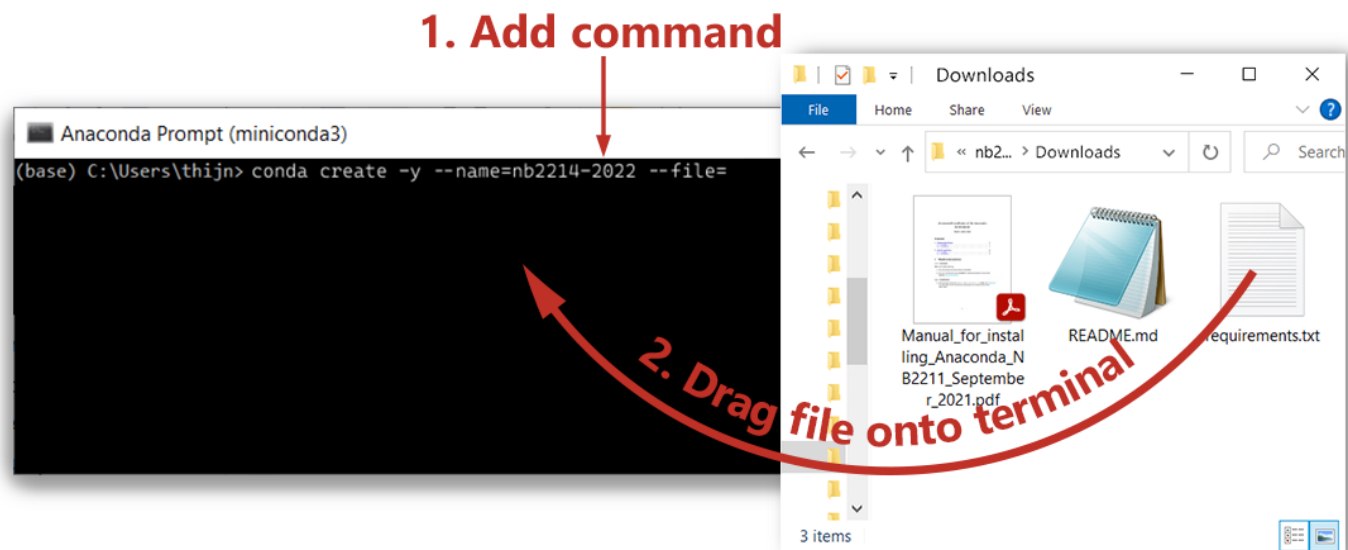 1. Add command
Anaconda Prompt (miniconda3)
(base) C:\Users\thijn> conda create -y --name=nb2214-2022 --file=
2. Drag file onto terminal
Downloads
File Home Share View
« nb2... > Downloads
Search
Manual_for_instal
ling_Anaconda_N
B2211_Septembe
r_2021.pdf
README.md
requirements.txt
3 items